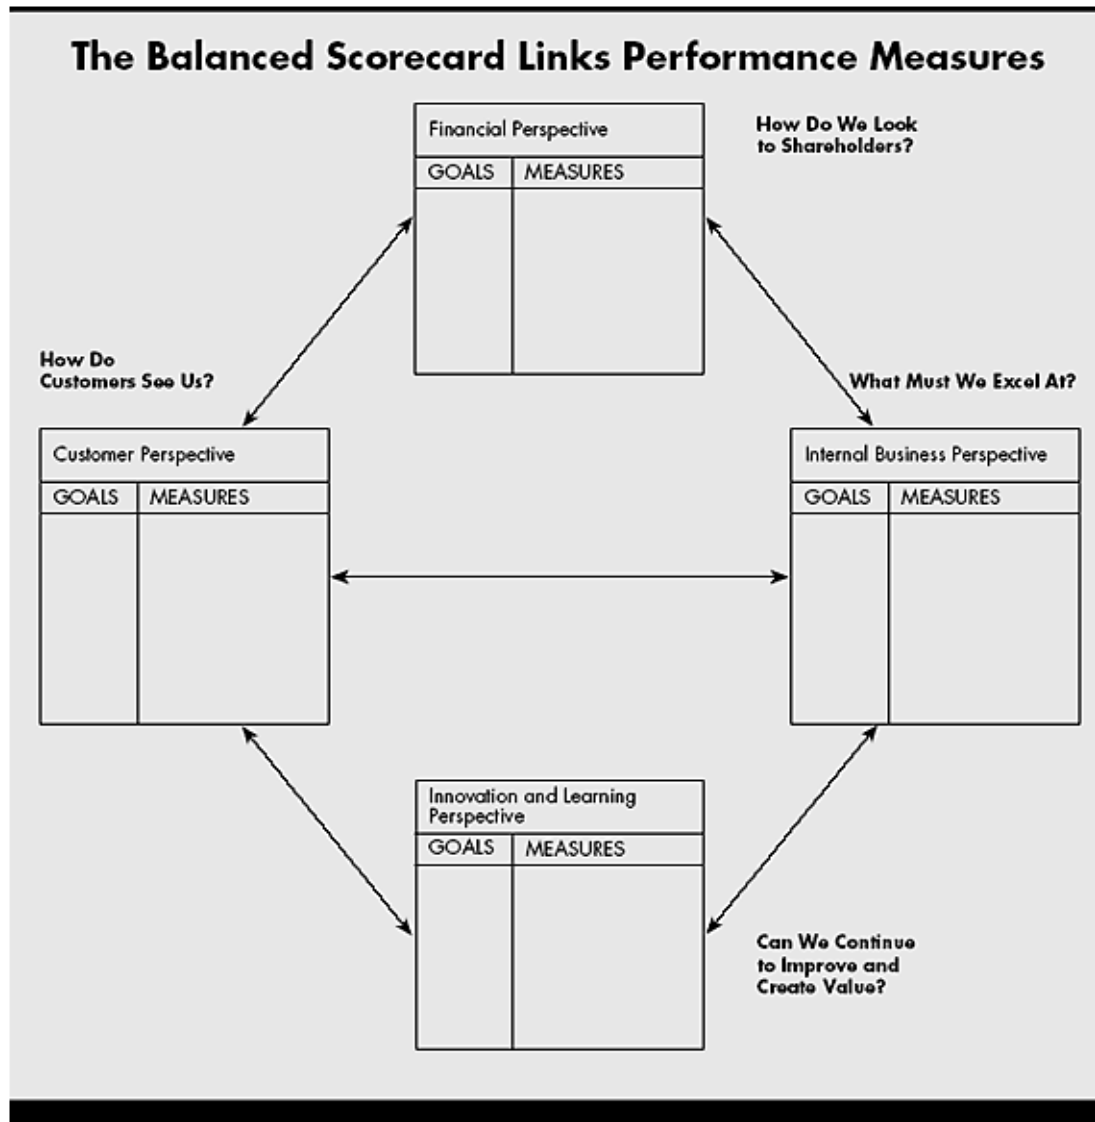 The Balanced Scorecard Links Performance Measures
Financial Perspective
GOALS MEASURES
How Do We Look
to Shareholders?
How Do
Customers See Us?
What Must We Excel At?
Customer Perspective
GOALS MEASURES
Internal Business Perspective
GOALS MEASURES
Innovation and Learning
Perspective
GOALS MEASURES
Can We Continue
to Improve and
Create Value?